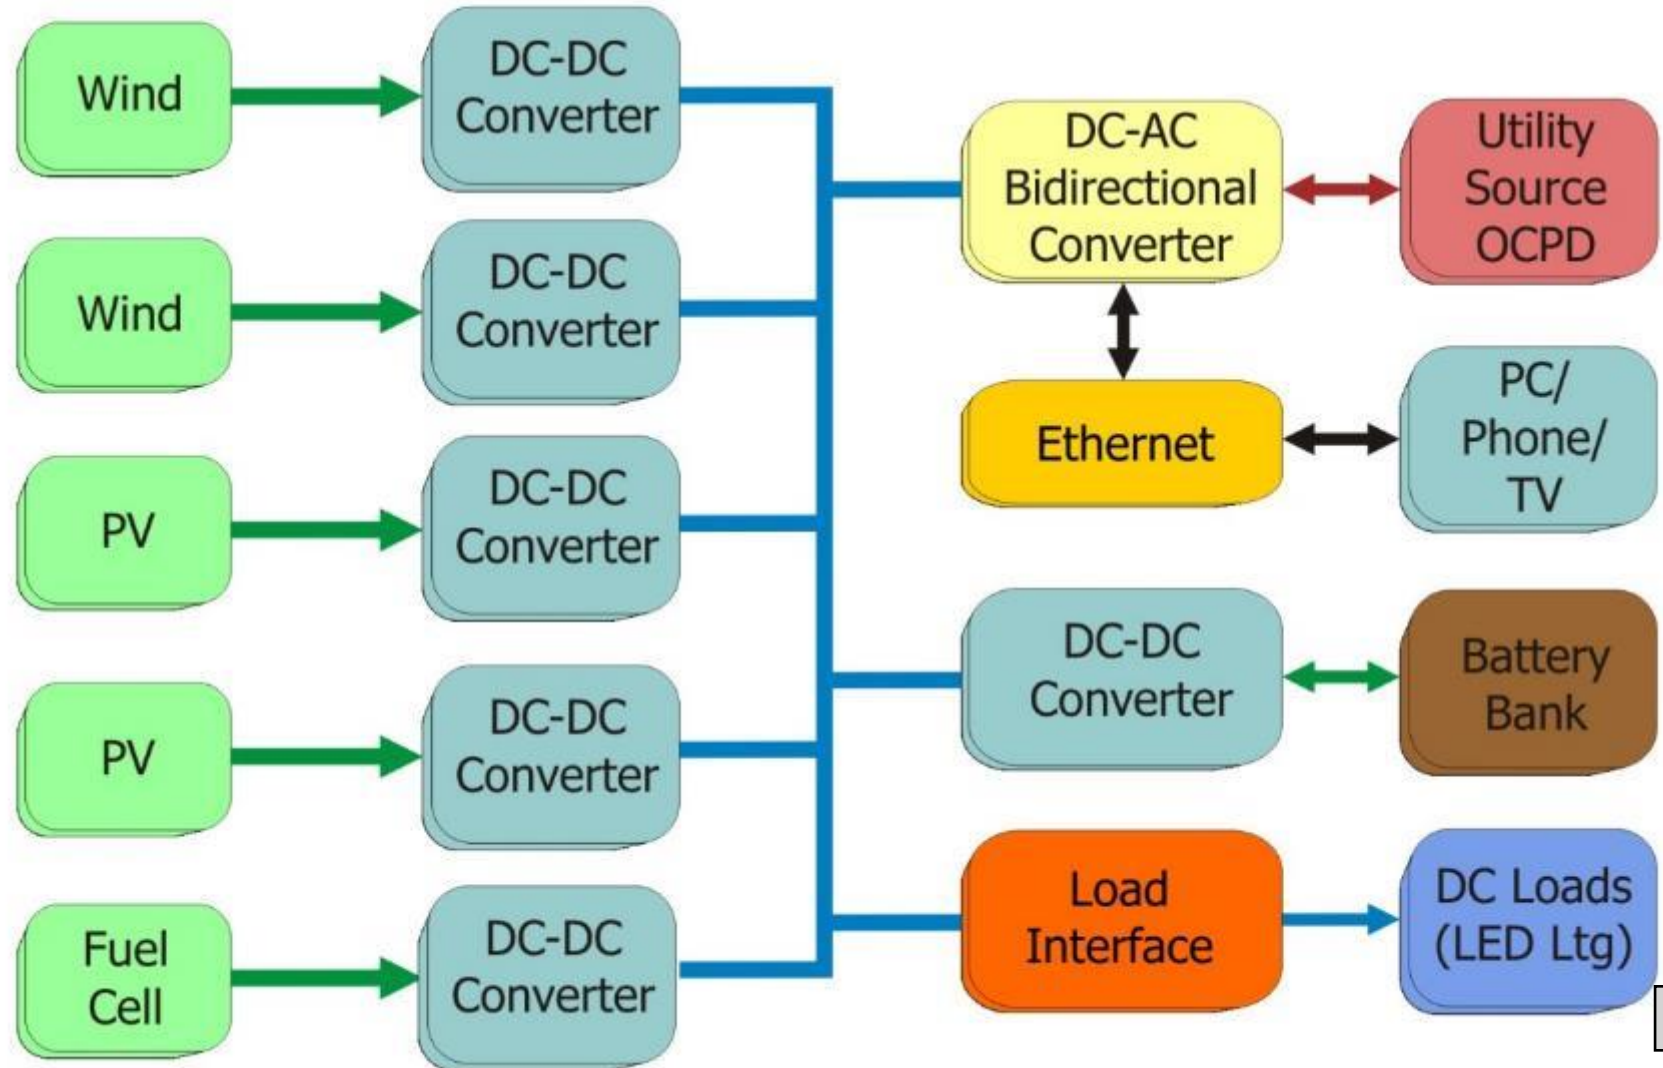 Wind
DC-DC
Converter
Wind
DC-DC
Converter
PV
DC-DC
Converter
PV
DC-DC
Converter
Fuel
Cell
DC-DC
Converter
DC-AC
Bidirectional
Converter
Utility
Source
OCPD
Ethernet
PC/
Phone/
TV
DC-DC
Converter
Battery
Bank
Load
Interface
DC Loads
(LED Ltg)